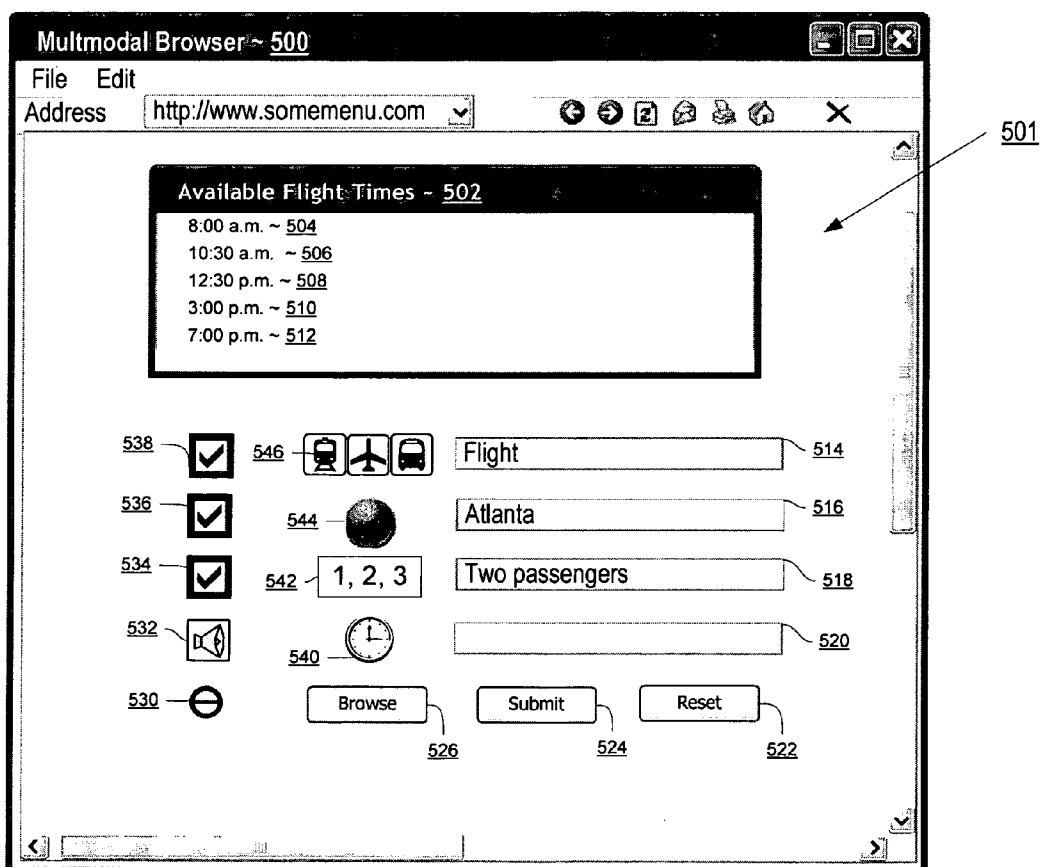 Multmodal Browser ~ 500
File Edit
Address http://www.somemenu.com
501
Available Flight Times ~ 502
8:00 a.m. ~ 504
10:30 a.m. ~ 506
12:30 p.m. ~ 508
3:00 p.m. ~ 510
7:00 p.m. ~ 512
538 546 Flight 514
536 544 Atlanta 516
534 542 1, 2, 3 Two passengers 518
532 540 520
530 Browse Submit Reset
526 524 522